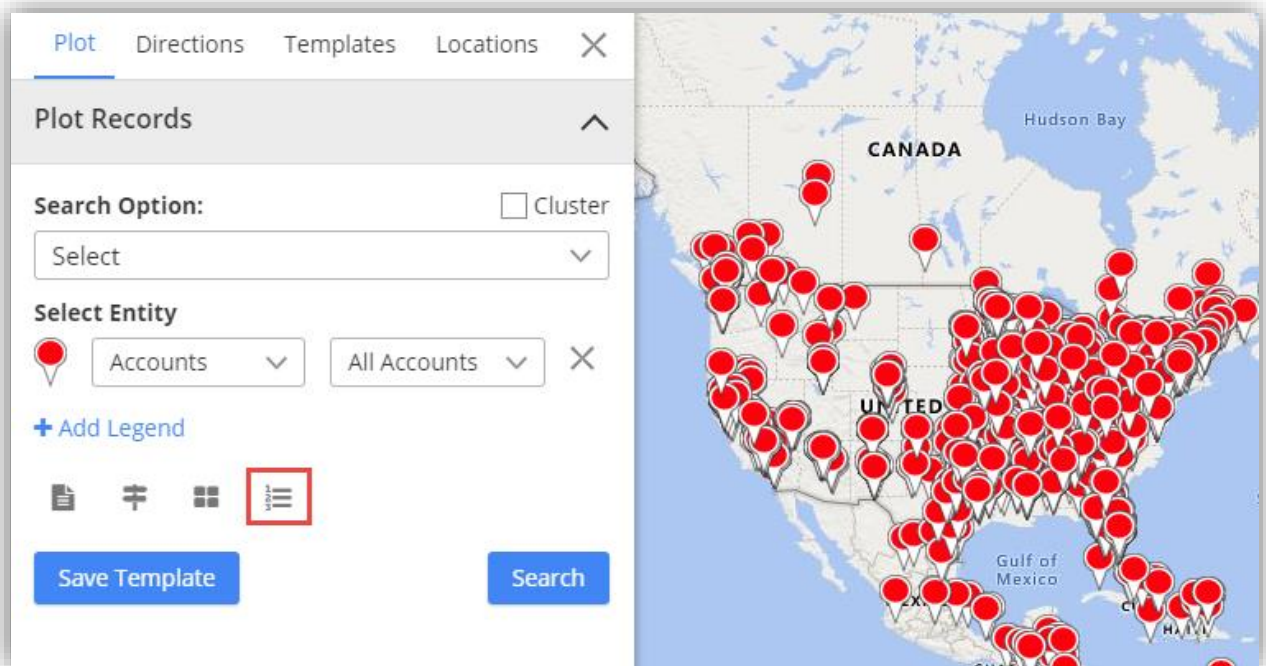 Plot Directions Templates Locations
Plot Records
Search Option: Cluster
Select
Select Entity
Accounts All Accounts
+ Add Legend
Save Template Search
Hudson Bay
CANADA
UNITED
Gulf of
Mexico